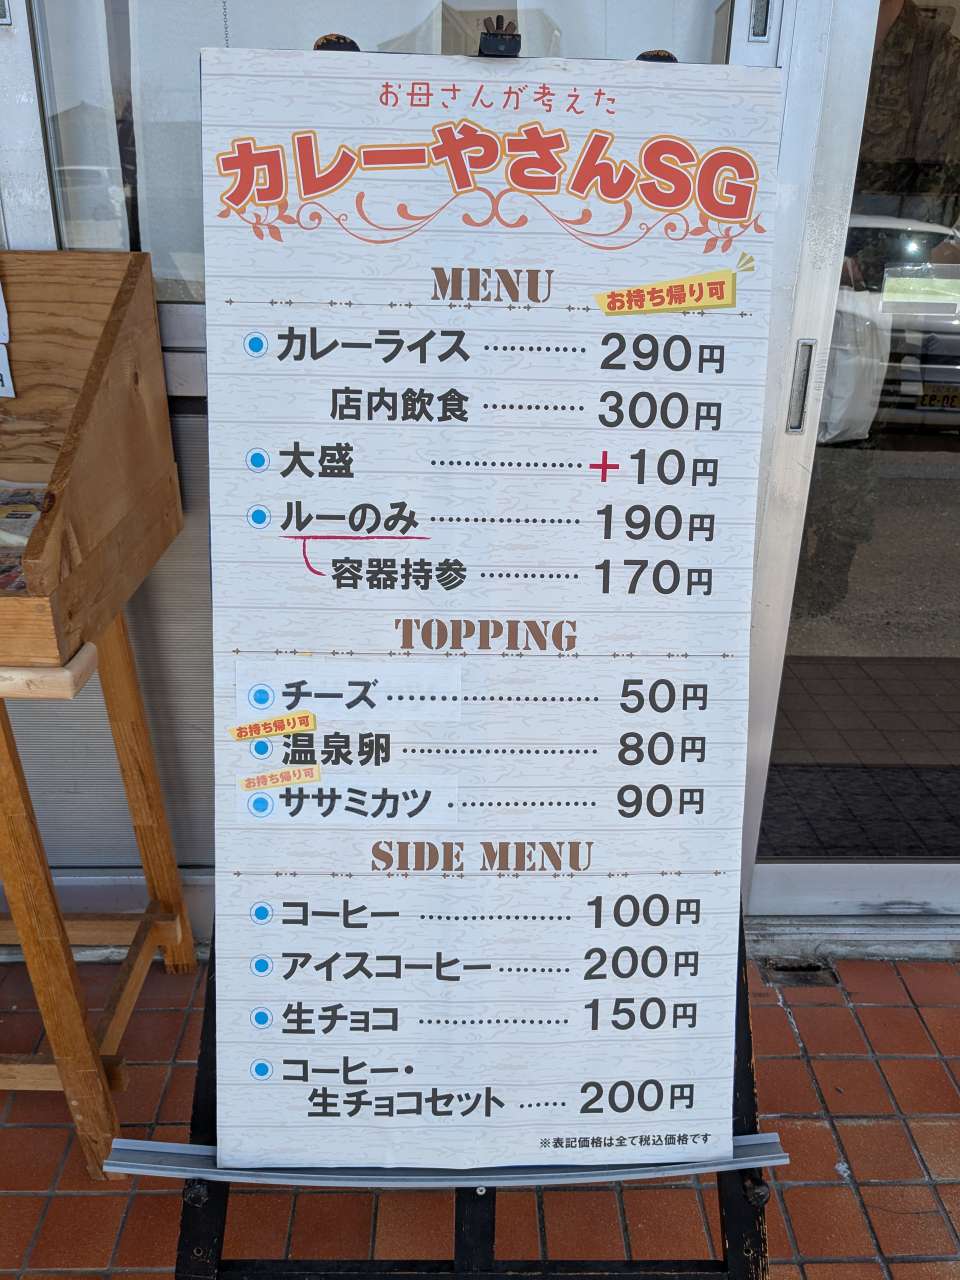 お母さんが考えた
カレーやさんSG
MENU
お持ち帰り可
カレーライス ………… 290円
店内飲食 ………… 300円
大盛 ……………… +10円
ルーのみ ……………… 190円
容器持参 ………… 170円
TOPPING
チーズ ……………………… 50円
お持ち帰り可
温泉卵 ……………………… 80円
お持ち帰り可
ササミカツ ………………… 90円
SIDE MENU
コーヒー ……………… 100円
アイスコーヒー ……… 200円
生チョコ ……………… 150円
コーヒー・
生チョコセット …… 200円
※表記価格は全て税込価格です